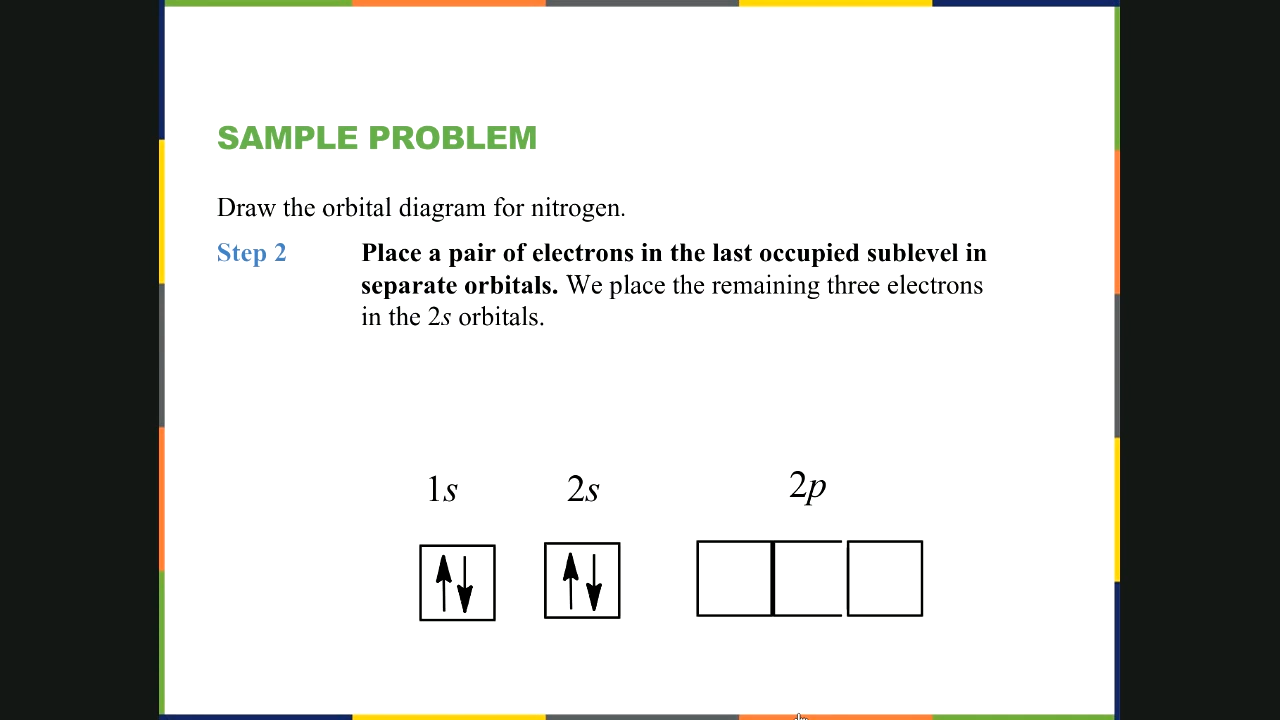 SAMPLE PROBLEM
Draw the orbital diagram for nitrogen.
Step 2 Place a pair of electrons in the last occupied sublevel in
separate orbitals. We place the remaining three electrons
in the 2s orbitals.
1s 2s 2p